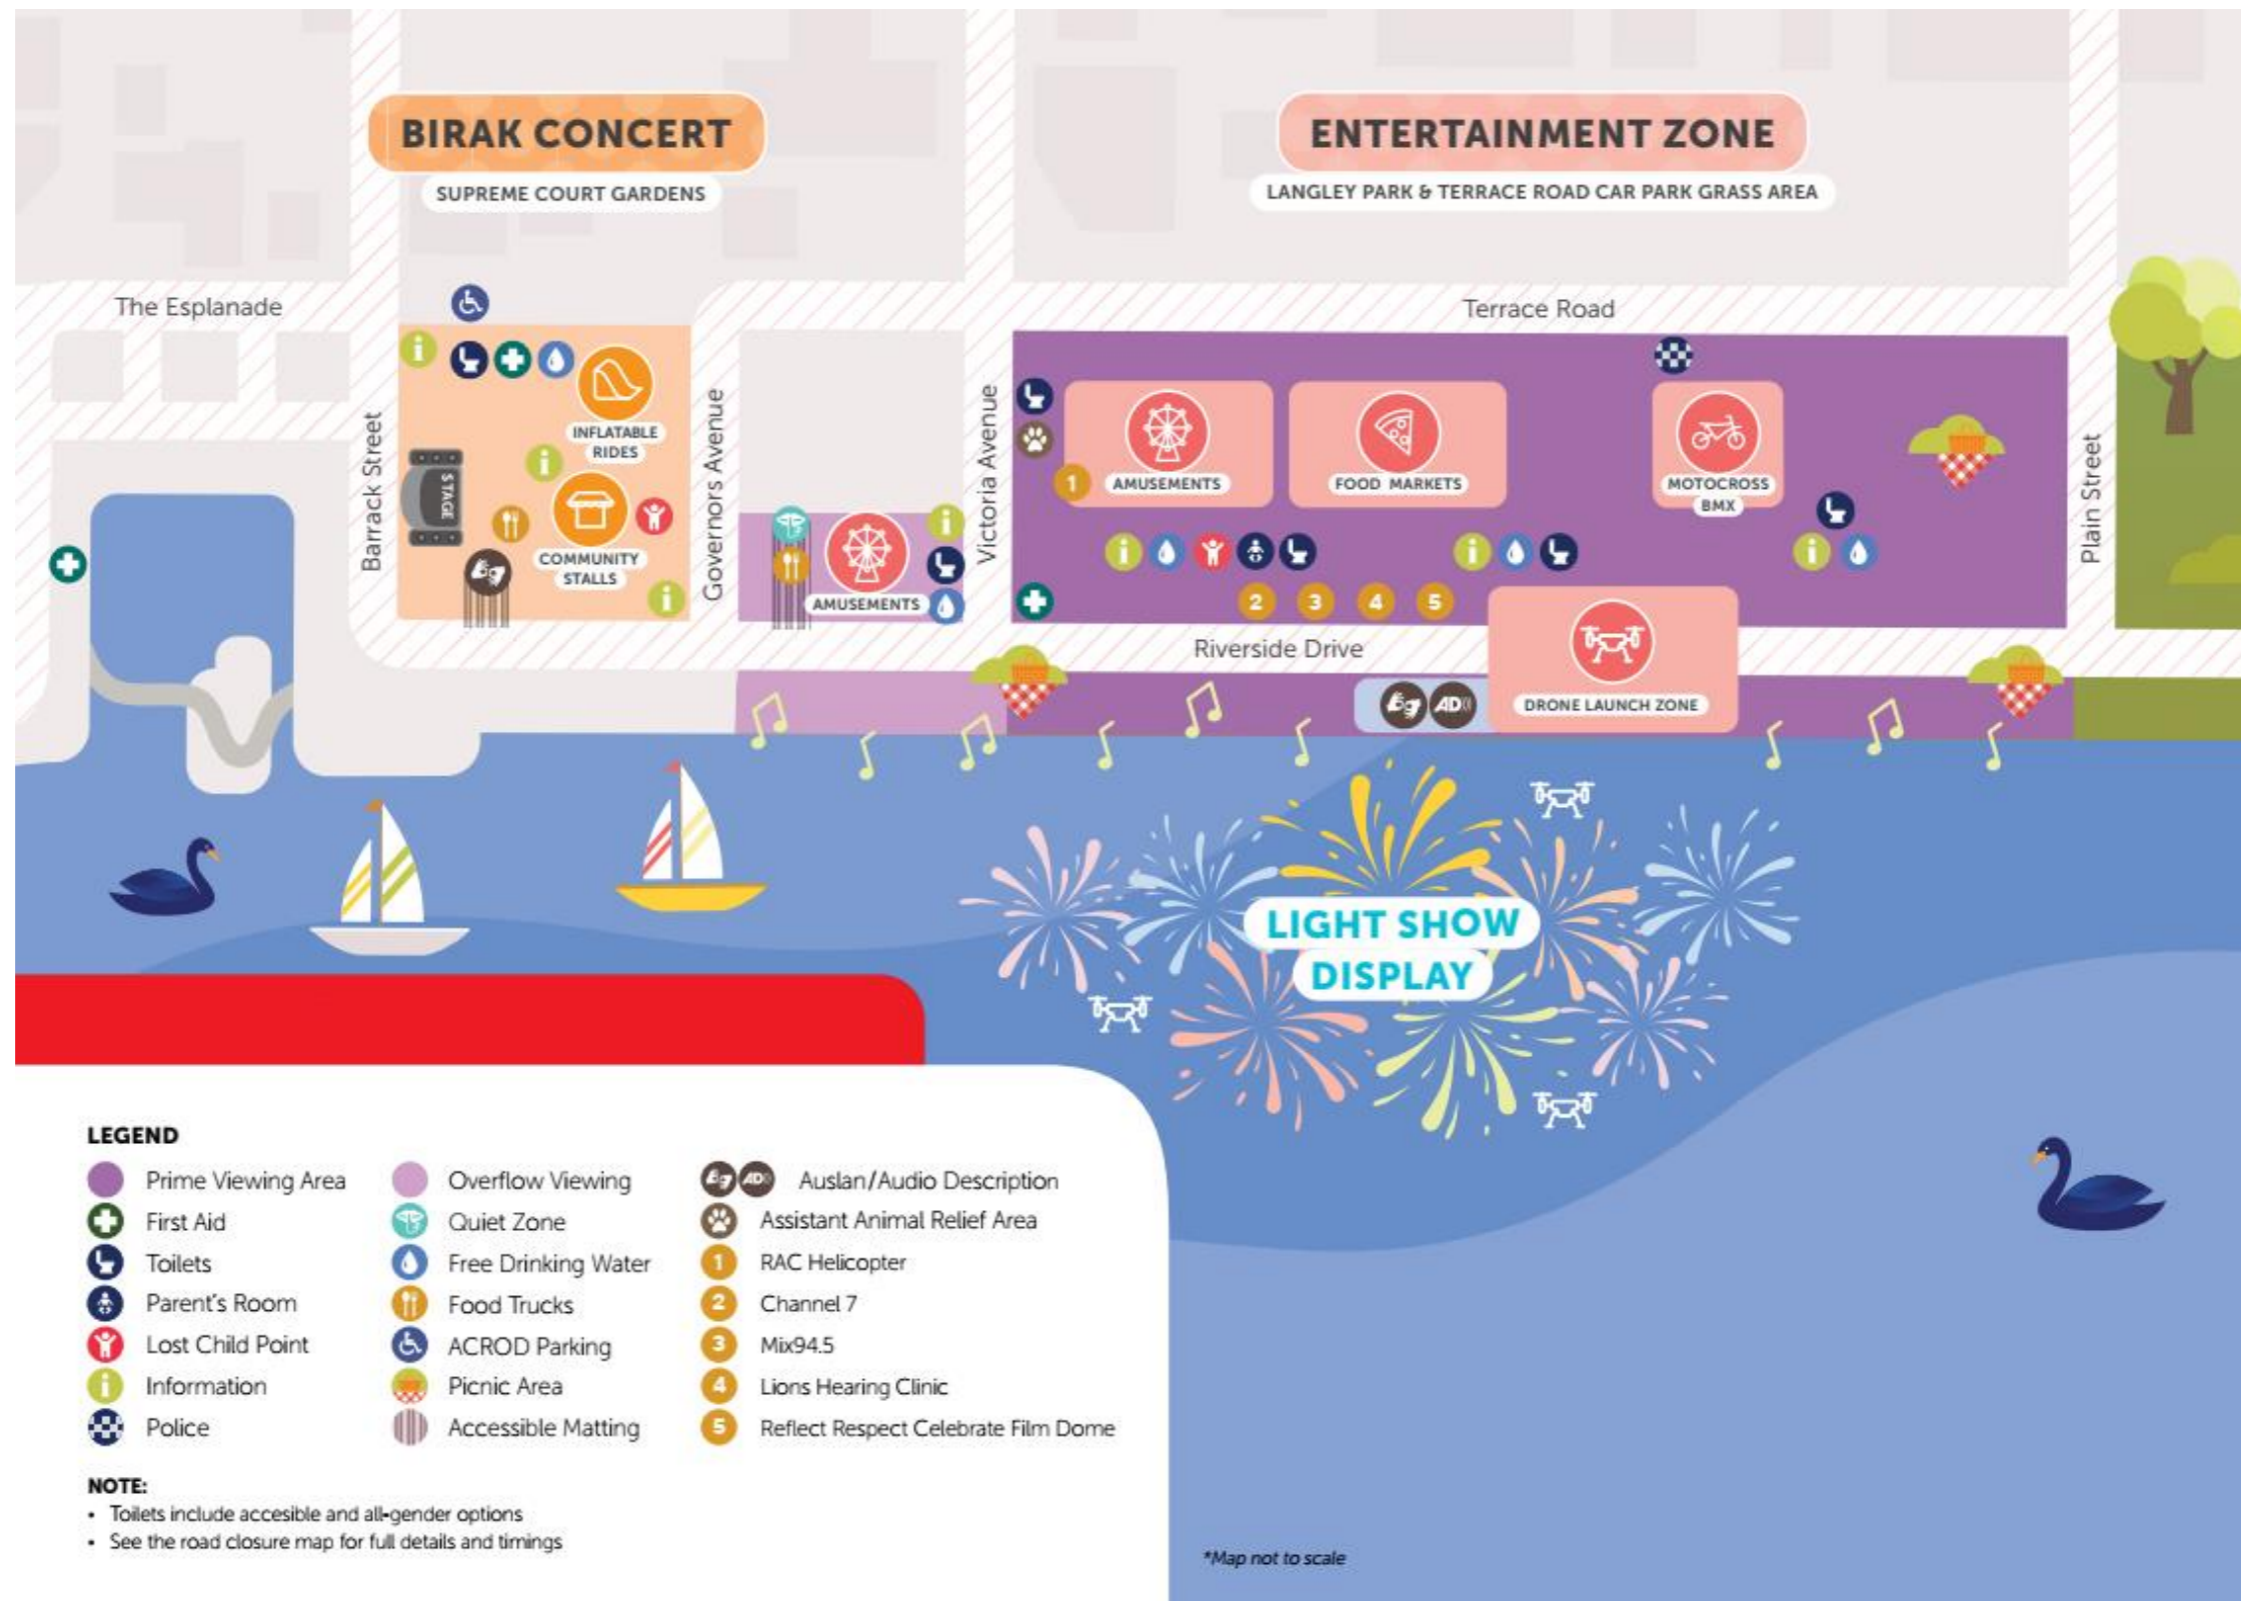 BIRAK CONCERT
SUPREME COURT GARDENS
ENTERTAINMENT ZONE
LANGLEY PARK & TERRACE ROAD CAR PARK GRASS AREA
The Esplanade
Terrace Road
Barrack Street
Governors Avenue
Victoria Avenue
Plain Street
Riverside Drive
INFLATABLE
RIDES
STAGE
COMMUNITY
STALLS
i
i
i
AMUSEMENTS
i
1
AMUSEMENTS
FOOD MARKETS
MOTOCROSS
BMX
i
i
i
2
3
4
5
AD
DRONE LAUNCH ZONE
LIGHT SHOW
DISPLAY
LEGEND
Prime Viewing Area
First Aid
Toilets
Parent's Room
Lost Child Point
i Information
Police
Overflow Viewing
Quiet Zone
Free Drinking Water
Food Trucks
ACROD Parking
Picnic Area
Accessible Matting
AD Auslan/Audio Description
Assistant Animal Relief Area
1 RAC Helicopter
2 Channel 7
3 Mix94.5
4 Lions Hearing Clinic
5 Reflect Respect Celebrate Film Dome
NOTE:
• Toilets include accesible and all-gender options
• See the road closure map for full details and timings
*Map not to scale